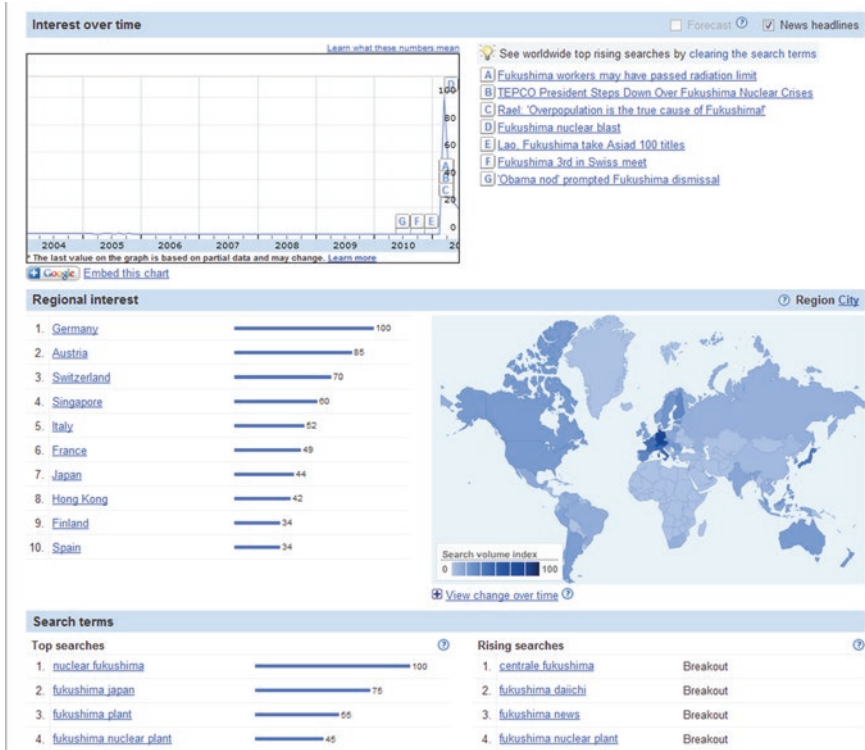 Interest over time
Forecast ? News headlines
Learn what these numbers mean
100
80
60
40
20
0
D
A
B
C
G F E
2004 2005 2006 2007 2008 2009 2010 20
* The last value on the graph is based on partial data and may change. Learn more
Google Embed this chart
See worldwide top rising searches by clearing the search terms
A Fukushima workers may have passed radiation limit
B TEPCO President Steps Down Over Fukushima Nuclear Crises
C Rael: 'Overpopulation is the true cause of Fukushima!'
D Fukushima nuclear blast
E Lao, Fukushima take Asiad 100 titles
F Fukushima 3rd in Swiss meet
G 'Obama nod' prompted Fukushima dismissal
Regional interest
? Region City
1. Germany 100
2. Austria 85
3. Switzerland 70
4. Singapore 60
5. Italy 52
6. France 49
7. Japan 44
8. Hong Kong 42
9. Finland 34
10. Spain 34
Search volume index
0 100
View change over time ?
Search terms
Top searches ?
1. nuclear fukushima 100
2. fukushima japan 75
3. fukushima plant 55
4. fukushima nuclear plant 45
Rising searches ?
1. centrale fukushima Breakout
2. fukushima daiichi Breakout
3. fukushima news Breakout
4. fukushima nuclear plant Breakout